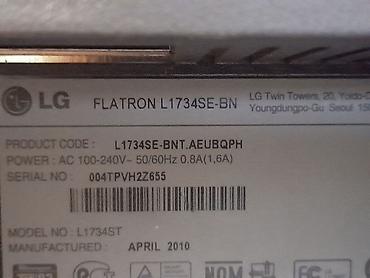 LG FLATRON L1734SE-BN
LG Twin Towers, 20,
Youngdungpo-Gu Seoul
PRODUCT CODE : L1734SE-BNT.AEUBQPH
POWER : AC 100-240V~ 50/60Hz 0.8A(1,6A)
SERIAL NO : 004TPVH2Z655
MODEL NO : L1734ST
MANUFACTURED : APRIL 2010
NOM